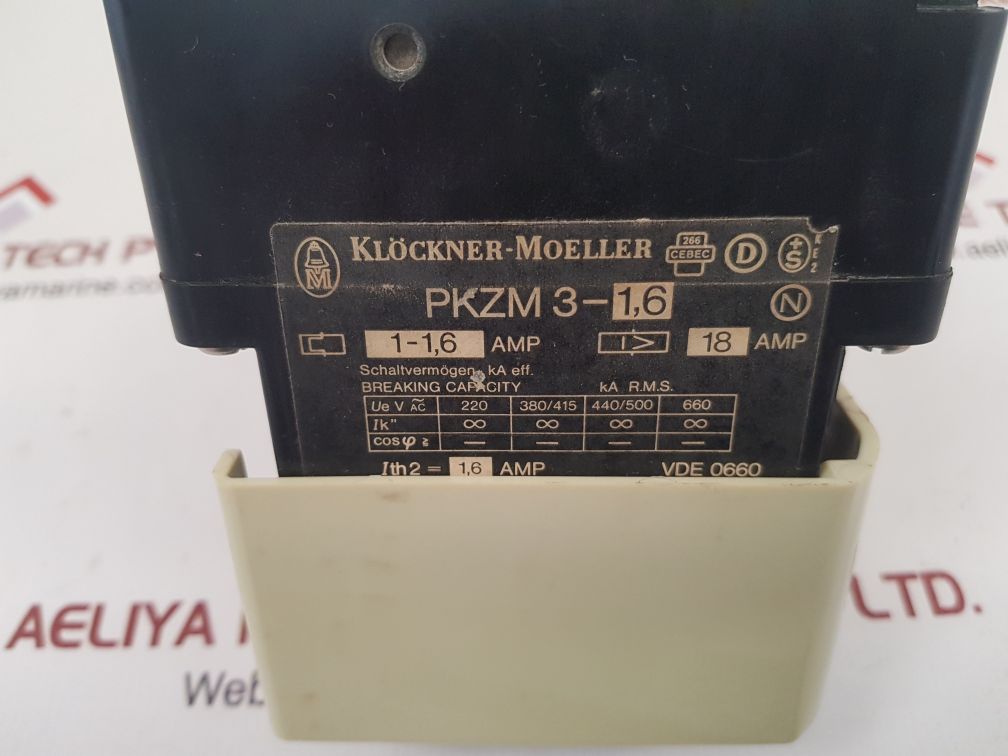 KLÖCKNER-MOELLER 266 CEBEC D +S
M
PKZM 3-1,6 N
1-1,6 AMP I> 18 AMP
Schaltvermögen, kA eff.
BREAKING CAPACITY kA R.M.S.
Ue V ~ AC 220 380/415 440/500 660
Ik" ∞ ∞ ∞ ∞
cos φ ≥ — — — —
Ith2 = 1,6 AMP VDE 0660
TECH P
AELIYA LTD.
Web